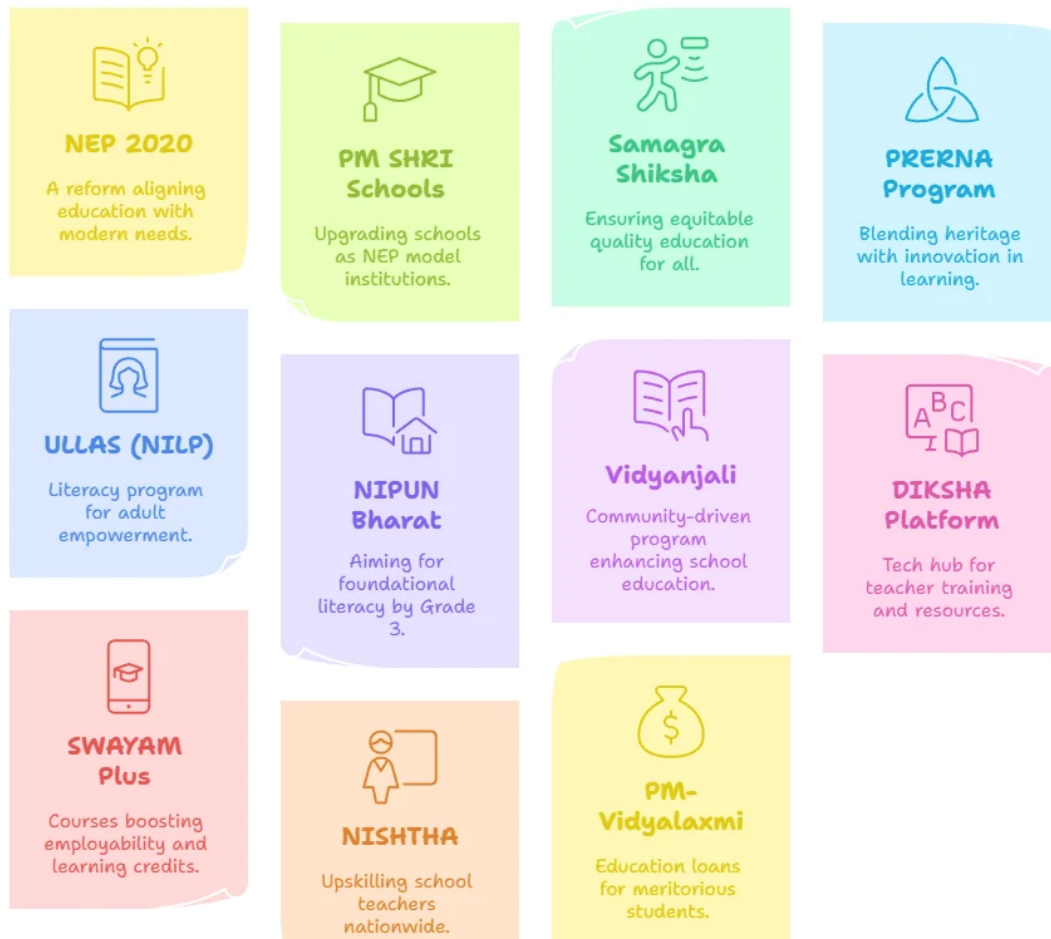 NEP 2020
A reform aligning
education with
modern needs.
PM SHRI
Schools
Upgrading schools
as NEP model
institutions.
Samagra
Shiksha
Ensuring equitable
quality education
for all.
PRERNA
Program
Blending heritage
with innovation in
learning.
ULLAS (NILP)
Literacy program
for adult
empowerment.
NIPUN
Bharat
Aiming for
foundational
literacy by Grade
3.
Vidyanjali
Community-driven
program
enhancing school
education.
ABC
DIKSHA
Platform
Tech hub for
teacher training
and resources.
SWAYAM
Plus
Courses boosting
employability and
learning credits.
NISHTHA
Upskilling school
teachers
nationwide.
$
PM-
Vidyalaxmi
Education loans
for meritorious
students.